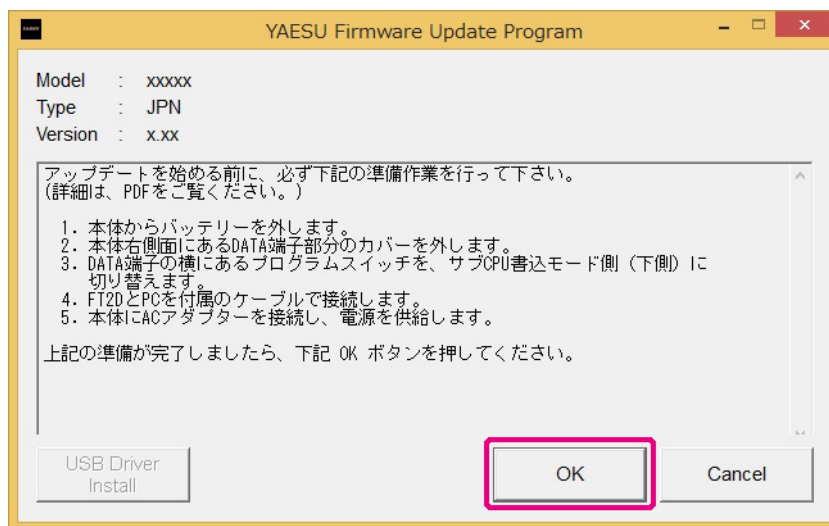 YAESU Firmware Update Program
Model : xxxxx
Type : JPN
Version : x.xx
アップデートを始める前に、必ず下記の準備作業を行って下さい。
(詳細は、PDFをご覧ください。)
1. 本体からバッテリーを外します。
2. 本体右側面にあるDATA端子部分のカバーを外します。
3. DATA端子の横にあるプログラムスイッチを、サブCPU書込モード側（下側）に
切り替えます。
4. FT2DとPCを付属のケーブルで接続します。
5. 本体にACアダプターを接続し、電源を供給します。
上記の準備が完了しましたら、下記 OK ボタンを押してください。
USB Driver
Install
OK
Cancel